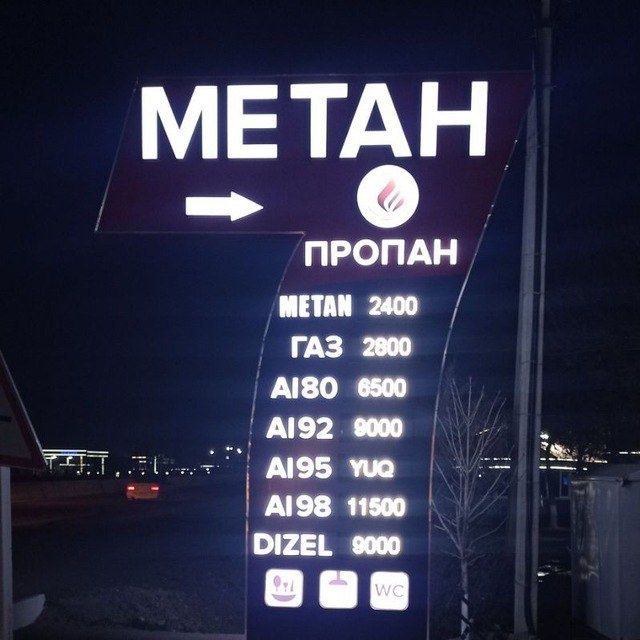 МЕТАН
ПРОПАН
METAN 2400
ГАЗ 2800
AI80 6500
AI92 9000
AI95 YUQ
AI98 11500
DIZEL 9000
WC